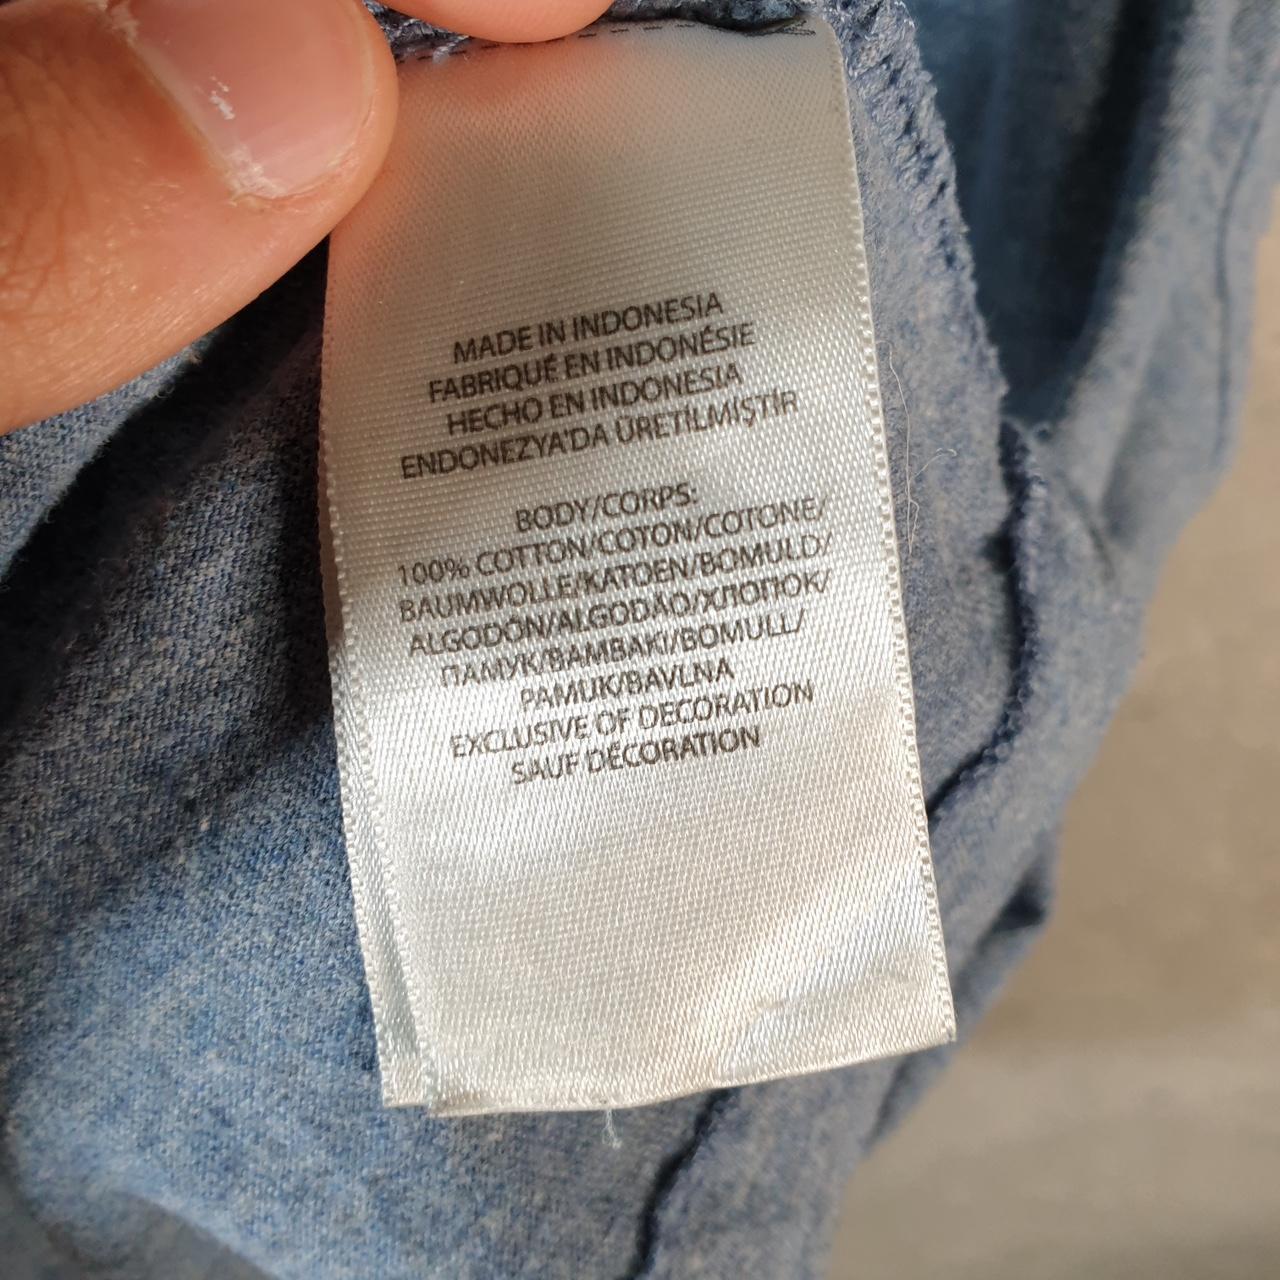 MADE IN INDONESIA
FABRIQUÉ EN INDONÉSIE
HECHO EN INDONESIA
ENDONEZYA'DA ÜRETİLMİŞTİR
BODY/CORPS:
100% COTTON/COTON/COTONE/
BAUMWOLLE/KATOEN/BOMULD/
ALGODÓN/ALGODÃO/ХЛОПОК/
ПАМУК/BAMBAKI/BOMULL/
PAMUK/BAVLNA
EXCLUSIVE OF DECORATION
SAUF DÉCORATION